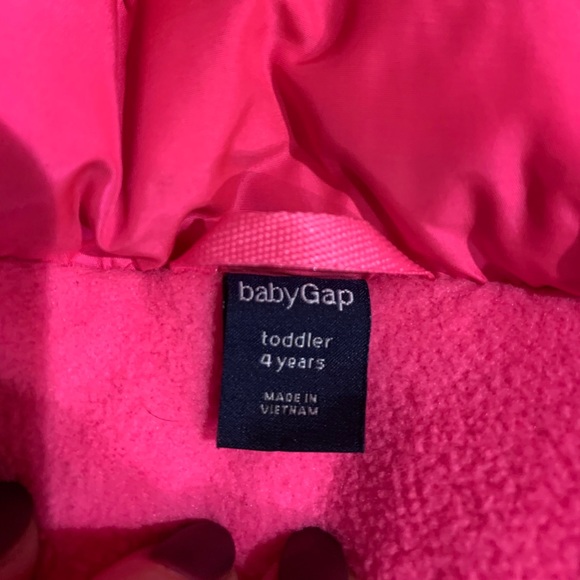 babyGap
toddler
4 years
MADE IN
VIETNAM